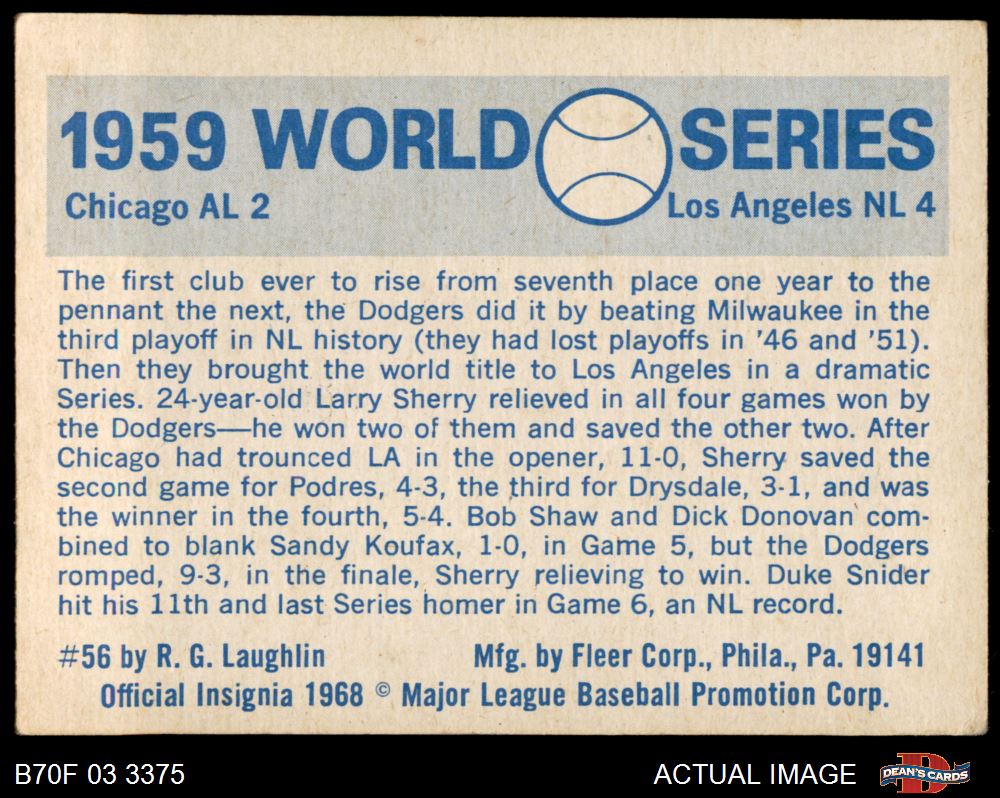 1959 WORLD SERIES
Chicago AL 2 Los Angeles NL 4
The first club ever to rise from seventh place one year to the
pennant the next, the Dodgers did it by beating Milwaukee in the
third playoff in NL history (they had lost playoffs in '46 and '51).
Then they brought the world title to Los Angeles in a dramatic
Series. 24-year-old Larry Sherry relieved in all four games won by
the Dodgers—he won two of them and saved the other two. After
Chicago had trounced LA in the opener, 11-0, Sherry saved the
second game for Podres, 4-3, the third for Drysdale, 3-1, and was
the winner in the fourth, 5-4. Bob Shaw and Dick Donovan com-
bined to blank Sandy Koufax, 1-0, in Game 5, but the Dodgers
romped, 9-3, in the finale, Sherry relieving to win. Duke Snider
hit his 11th and last Series homer in Game 6, an NL record.
#56 by R. G. Laughlin Mfg. by Fleer Corp., Phila., Pa. 19141
Official Insignia 1968 © Major League Baseball Promotion Corp.
B70F 03 3375 ACTUAL IMAGE DEAN'S CARDS